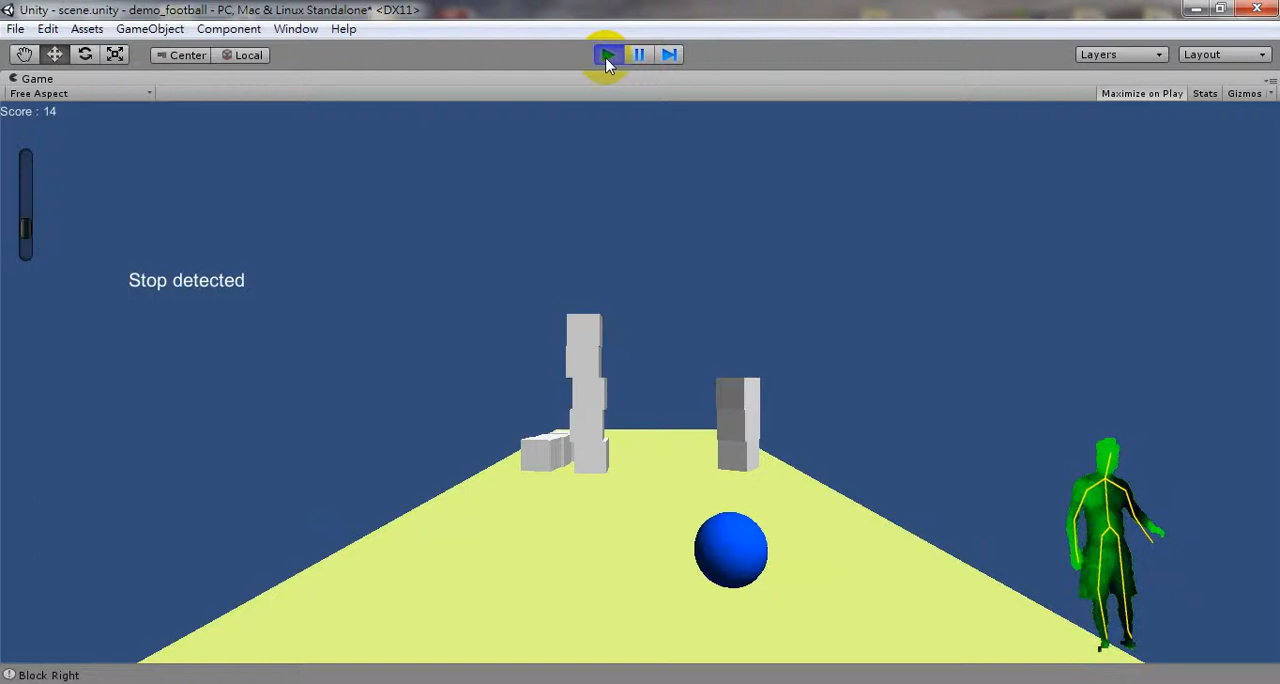 Unity - scene.unity - demo_football - PC, Mac & Linux Standalone* <DX11>
File Edit Assets GameObject Component Window Help
Center Local Layers Layout
Game
Free Aspect Maximize on Play Stats Gizmos
Score : 14
Stop detected
Block Right